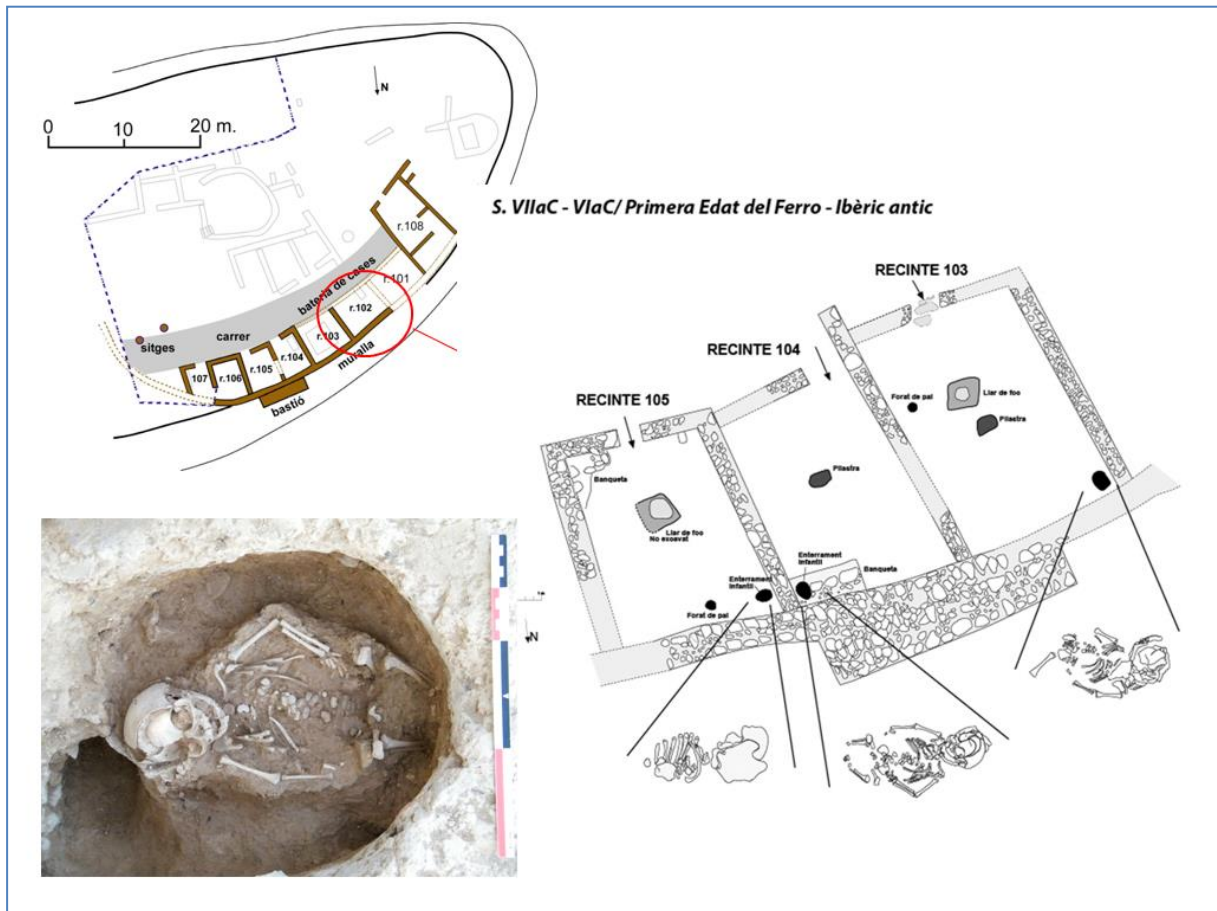 N
0 10 20 m.
r.108
r.101
bateria de cases
r.102
r.103
muralla
carrer
sitges
r.104
r.105
r.106
107
bastió
S. VIIaC - VIaC/ Primera Edat del Ferro - Ibèric antic
RECINTE 103
RECINTE 104
RECINTE 105
Forat de pal
Llar de foc
Pilastra
Banqueta
Pilastra
Llar de foc
No excavat
Enterrament
infantil
Banqueta
Enterrament
infantil
Forat de pal
N